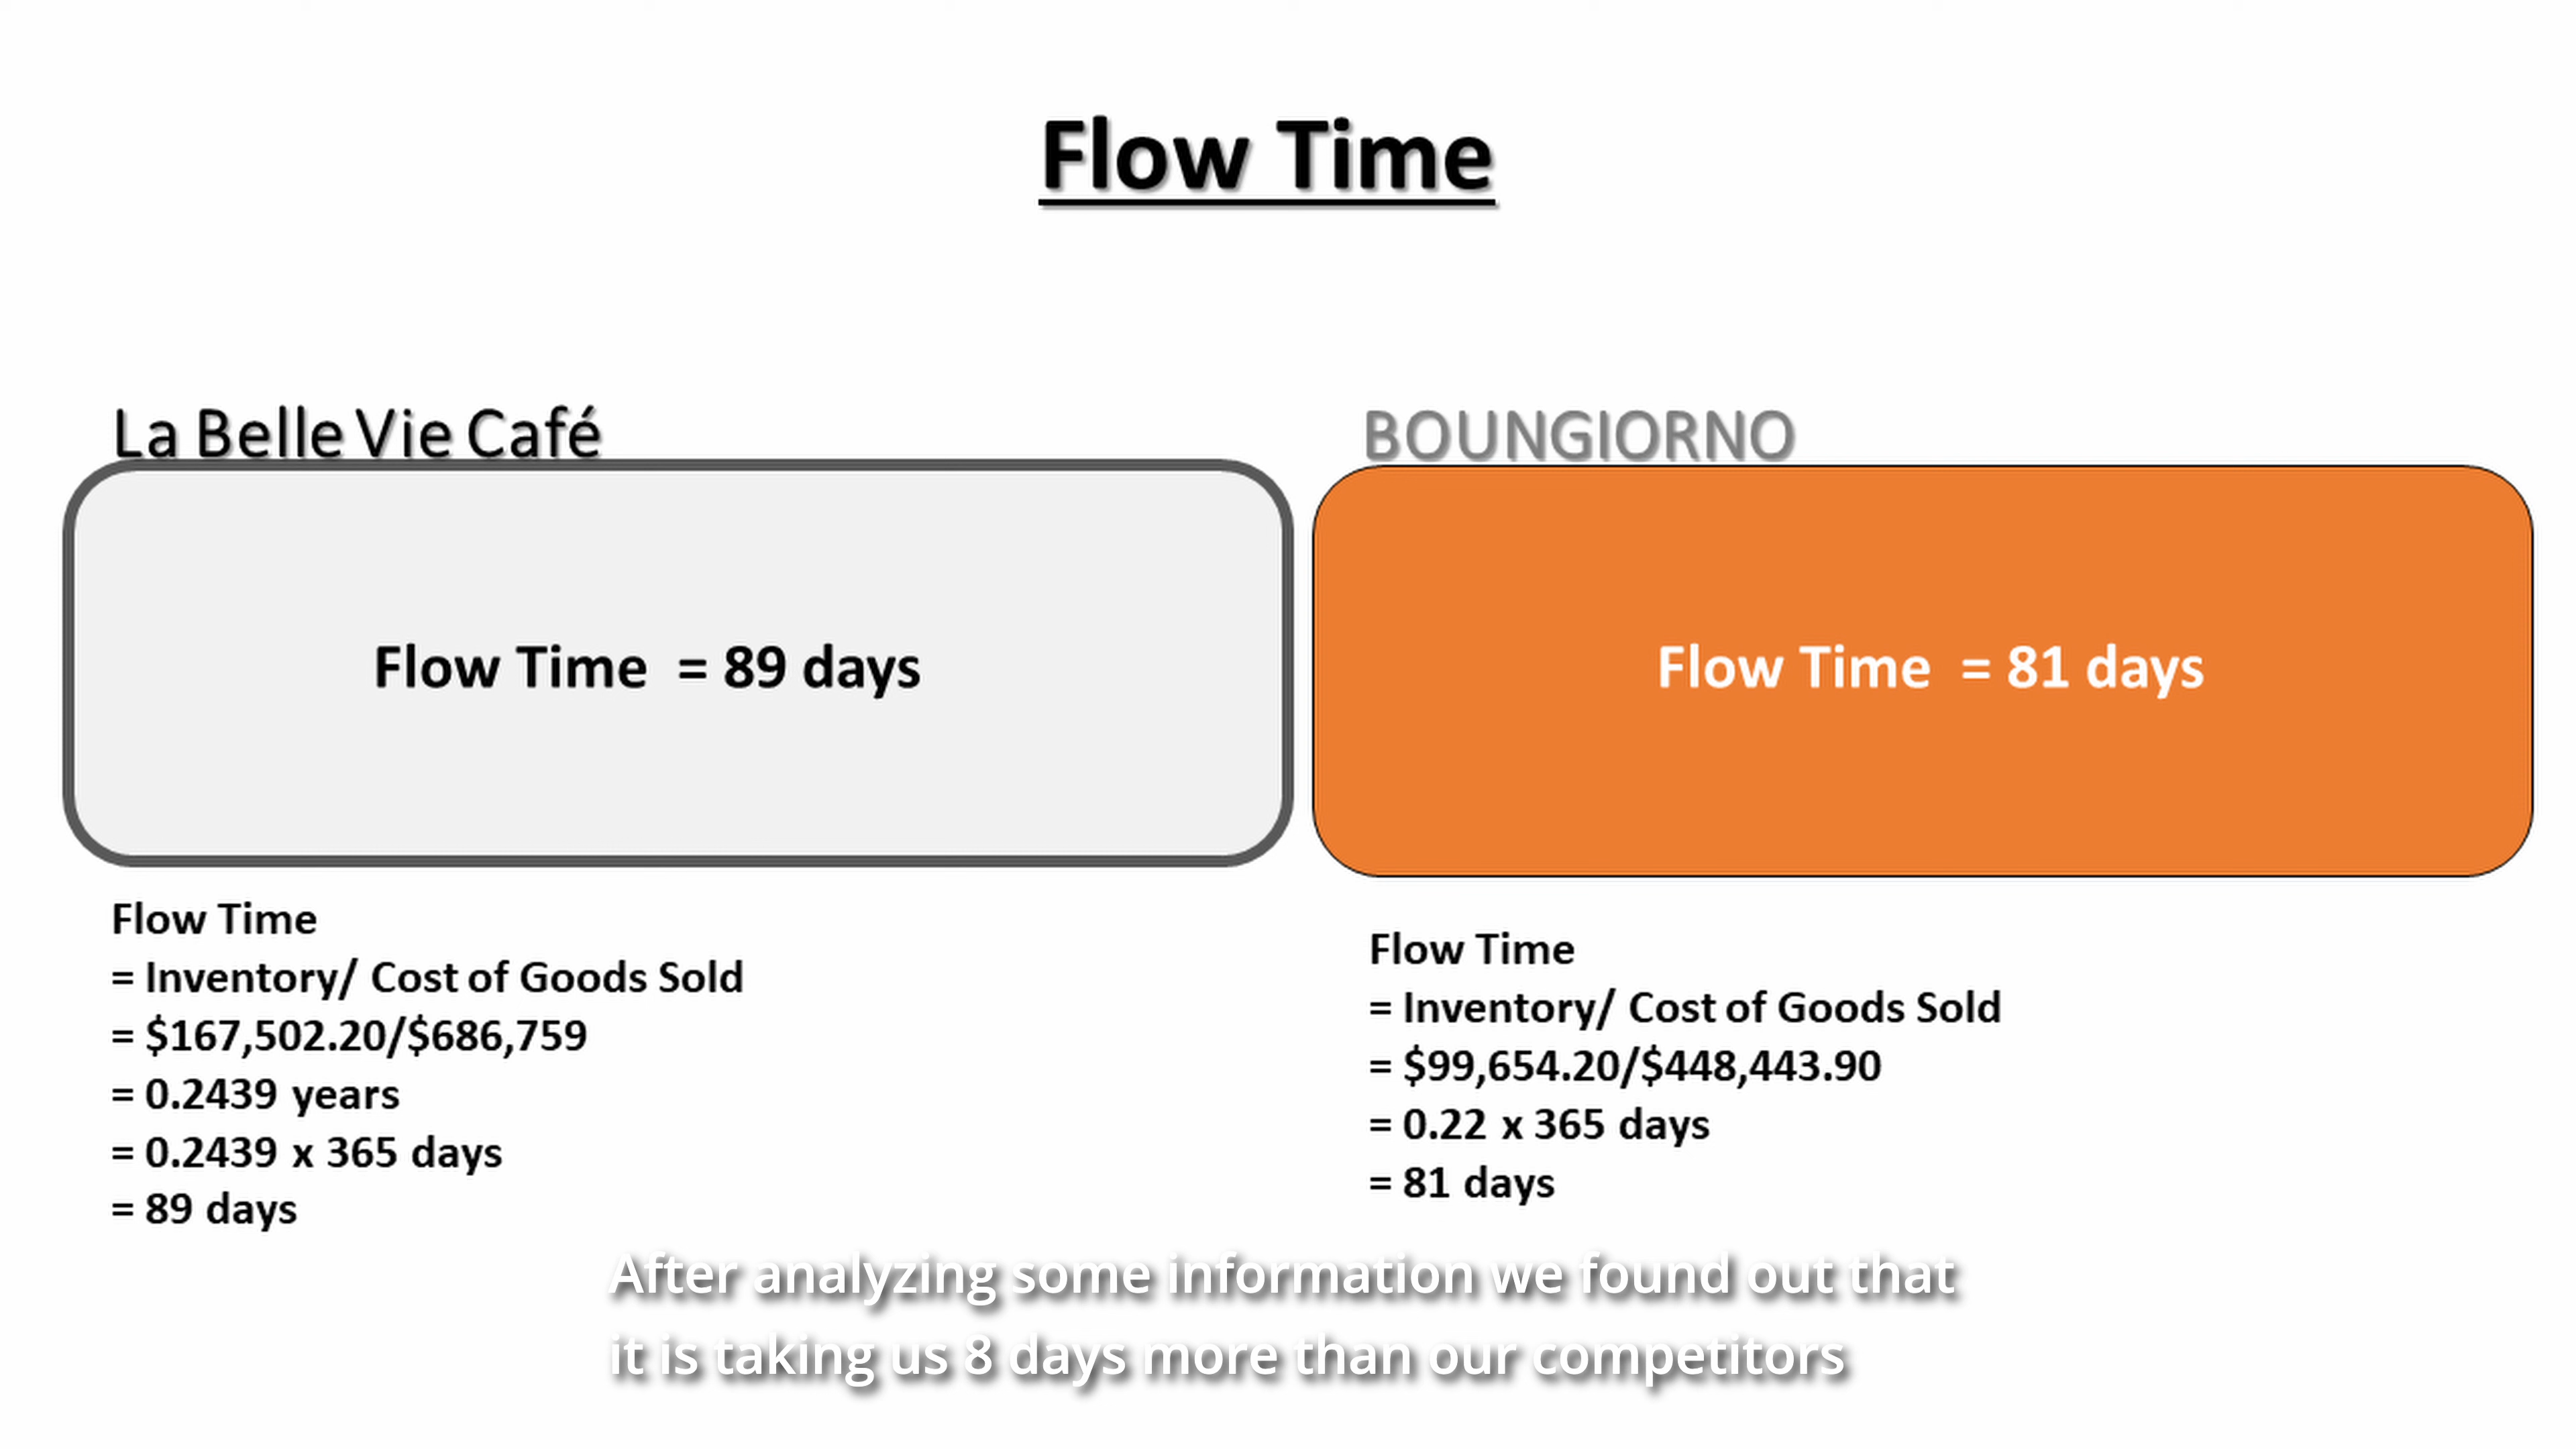 Flow Time
La Belle Vie Café
Flow Time = 89 days
Flow Time
= Inventory/ Cost of Goods Sold
= $167,502.20/$686,759
= 0.2439 years
= 0.2439 x 365 days
= 89 days
BOUNGIORNO
Flow Time = 81 days
Flow Time
= Inventory/ Cost of Goods Sold
= $99,654.20/$448,443.90
= 0.22 x 365 days
= 81 days
After analyzing some information we found out that
it is taking us 8 days more than our competitors